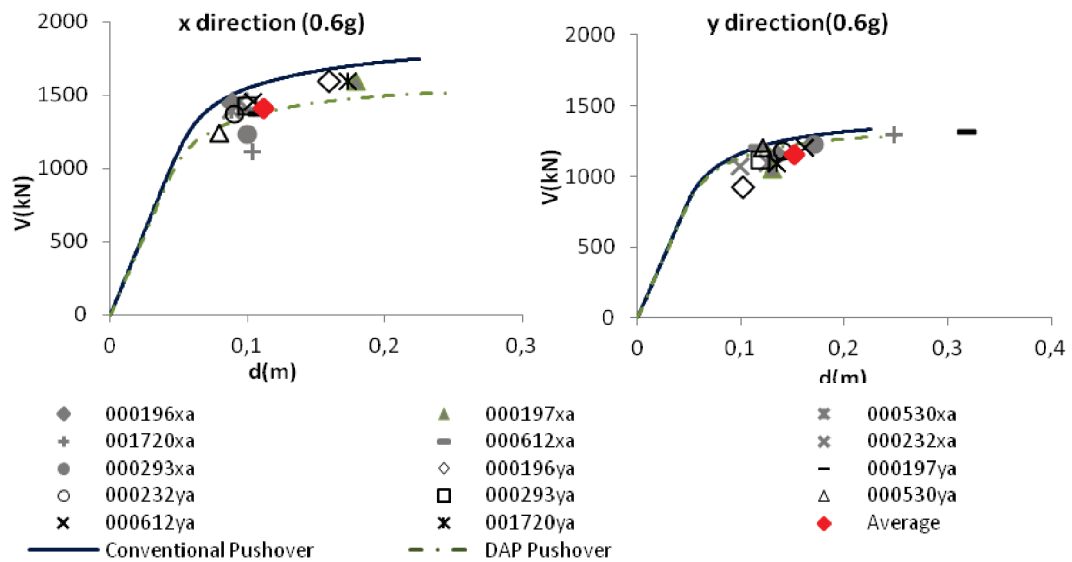 x direction (0.6g)
2000
1500
1000
500
0
V(kN)
0
0,1
0,2
0,3
d(m)
y direction(0.6g)
2000
1500
1000
500
0
V(kN)
0
0,1
0,2
0,3
0,4
d(m)
000196xa
000197xa
000530xa
001720xa
000612xa
000232xa
000293xa
000196ya
000197ya
000232ya
000293ya
000530ya
000612ya
001720ya
Average
Conventional Pushover
DAP Pushover